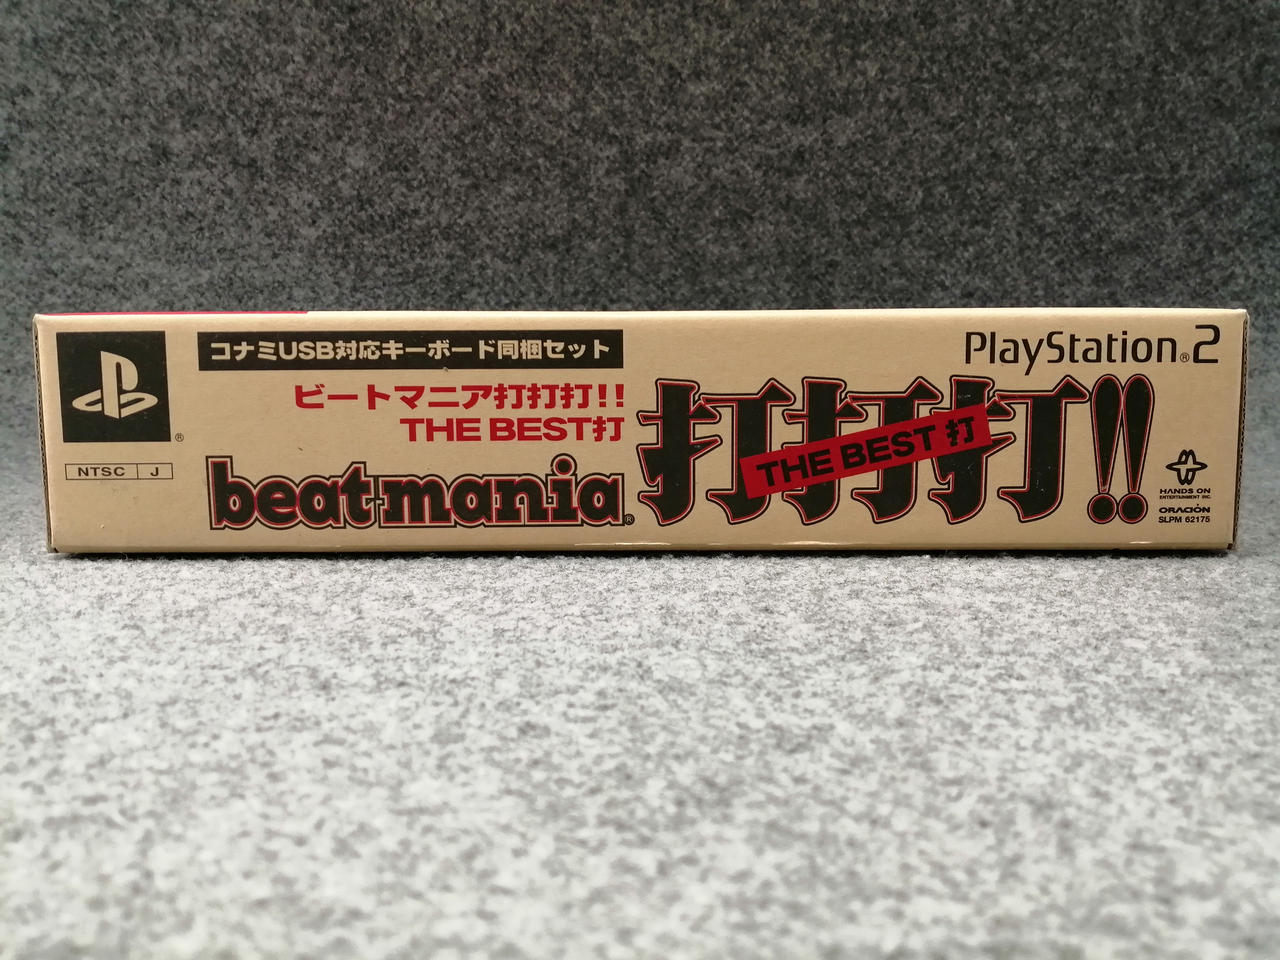 コナミUSB対応キーボード同梱セット
ビートマニア打打打!!
THE BEST打
beatmania®
打打打!!
THE BEST 打
PlayStation®2
®
NTSC J
HANDS ON
ENTERTAINMENT INC.
ORACIÓN
SLPM 62175